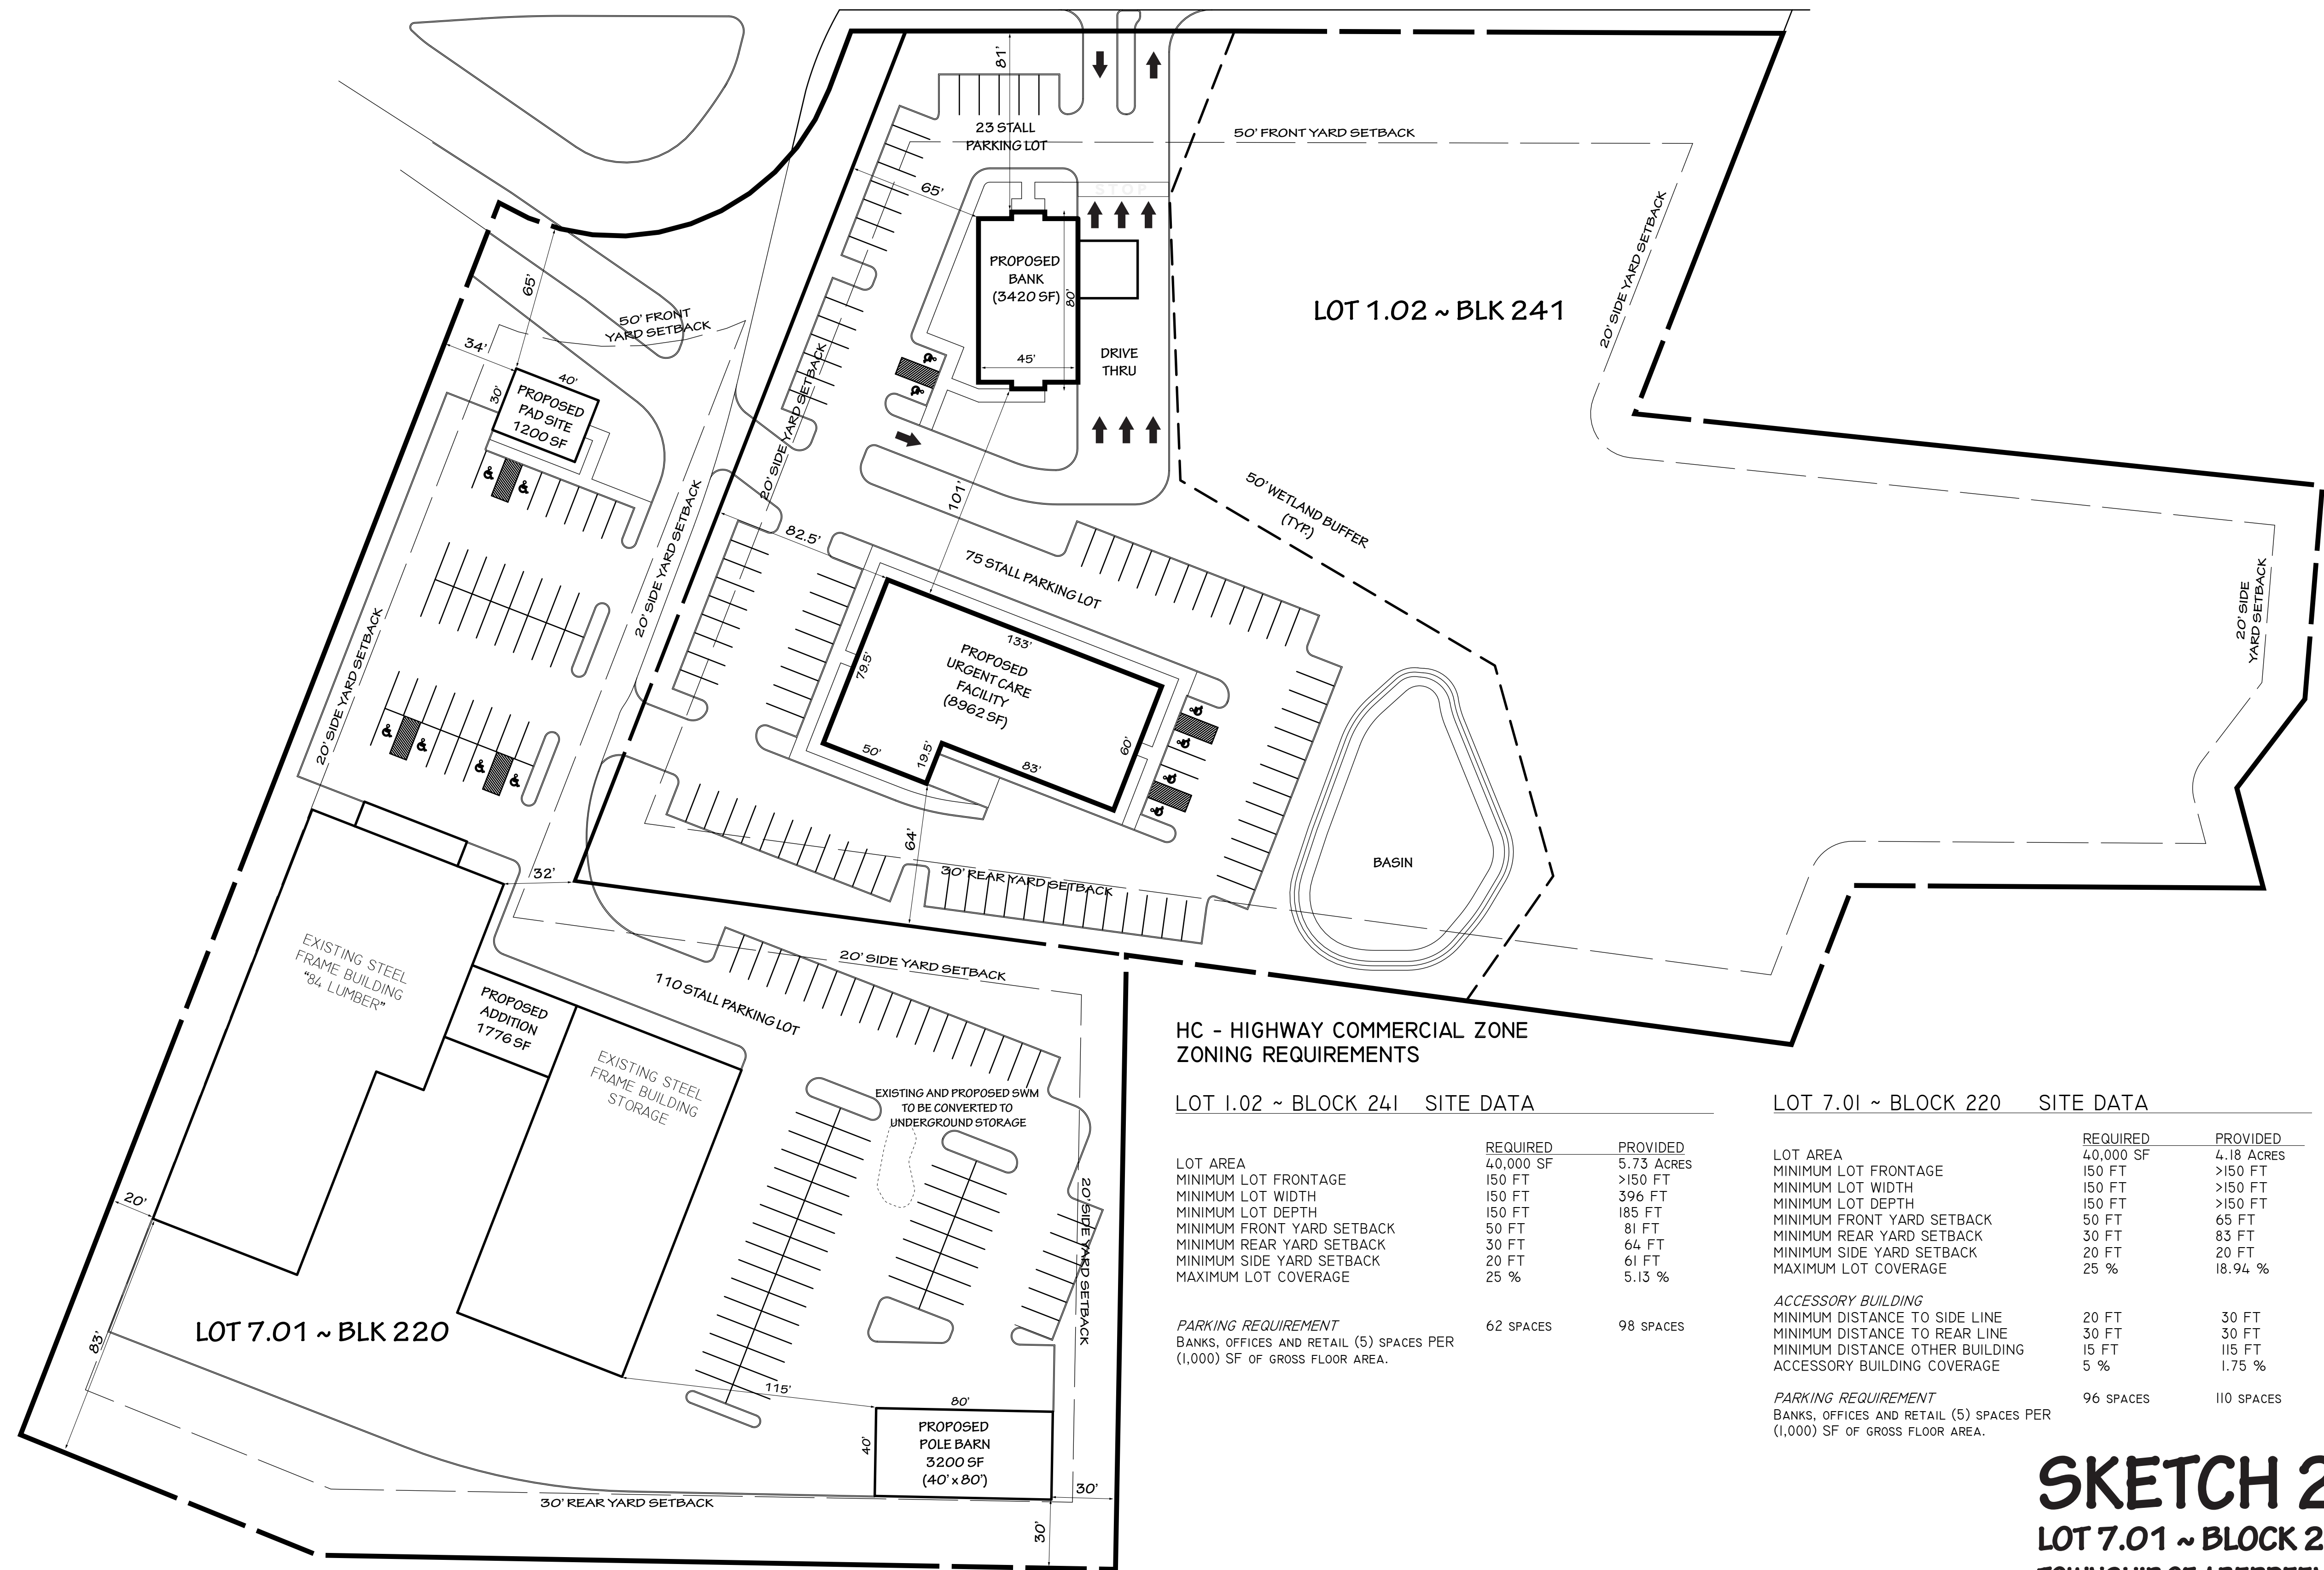 81'
23 STALL
PARKING LOT
50' FRONT YARD SETBACK
STOP
65'
PROPOSED
BANK
(3420 SF)
80'
45'
DRIVE
THRU
LOT 1.02 ~ BLK 241
20' SIDE YARD SETBACK
65'
50' FRONT
YARD SETBACK
34'
40'
30'
PROPOSED
PAD SITE
1200 SF
20' SIDE YARD SETBACK
20' SIDE YARD SETBACK
101'
82.5'
75 STALL PARKING LOT
50' WETLAND BUFFER
(TYP.)
20' SIDE
YARD SETBACK
133'
79.5'
PROPOSED
URGENT CARE
FACILITY
(8962 SF)
50'
19.5'
83'
60'
64'
20' SIDE YARD SETBACK
BASIN
30' REAR YARD SETBACK
32'
EXISTING STEEL
FRAME BUILDING
"84 LUMBER"
20' SIDE YARD SETBACK
110 STALL PARKING LOT
PROPOSED
ADDITION
1776 SF
EXISTING STEEL
FRAME BUILDING
STORAGE
EXISTING AND PROPOSED SWM
TO BE CONVERTED TO
UNDERGROUND STORAGE
20' SIDE YARD SETBACK
20'
83'
LOT 7.01 ~ BLK 220
115'
80'
40'
PROPOSED
POLE BARN
3200 SF
(40' x 80')
30'
30'
30' REAR YARD SETBACK
HC - HIGHWAY COMMERCIAL ZONE
ZONING REQUIREMENTS
LOT 1.02 ~ BLOCK 241 SITE DATA
REQUIRED PROVIDED
LOT AREA 40,000 SF 5.73 ACRES
MINIMUM LOT FRONTAGE 150 FT >150 FT
MINIMUM LOT WIDTH 150 FT 396 FT
MINIMUM LOT DEPTH 150 FT 185 FT
MINIMUM FRONT YARD SETBACK 50 FT 81 FT
MINIMUM REAR YARD SETBACK 30 FT 64 FT
MINIMUM SIDE YARD SETBACK 20 FT 61 FT
MAXIMUM LOT COVERAGE 25 % 5.13 %
PARKING REQUIREMENT 62 SPACES 98 SPACES
BANKS, OFFICES AND RETAIL (5) SPACES PER
(1,000) SF OF GROSS FLOOR AREA.
LOT 7.01 ~ BLOCK 220 SITE DATA
REQUIRED PROVIDED
LOT AREA 40,000 SF 4.18 ACRES
MINIMUM LOT FRONTAGE 150 FT >150 FT
MINIMUM LOT WIDTH 150 FT >150 FT
MINIMUM LOT DEPTH 150 FT >150 FT
MINIMUM FRONT YARD SETBACK 50 FT 65 FT
MINIMUM REAR YARD SETBACK 30 FT 83 FT
MINIMUM SIDE YARD SETBACK 20 FT 20 FT
MAXIMUM LOT COVERAGE 25 % 18.94 %
ACCESSORY BUILDING
MINIMUM DISTANCE TO SIDE LINE 20 FT 30 FT
MINIMUM DISTANCE TO REAR LINE 30 FT 30 FT
MINIMUM DISTANCE OTHER BUILDING 15 FT 115 FT
ACCESSORY BUILDING COVERAGE 5 % 1.75 %
PARKING REQUIREMENT 96 SPACES 110 SPACES
BANKS, OFFICES AND RETAIL (5) SPACES PER
(1,000) SF OF GROSS FLOOR AREA.
SKETCH 2
LOT 7.01 ~ BLOCK 2